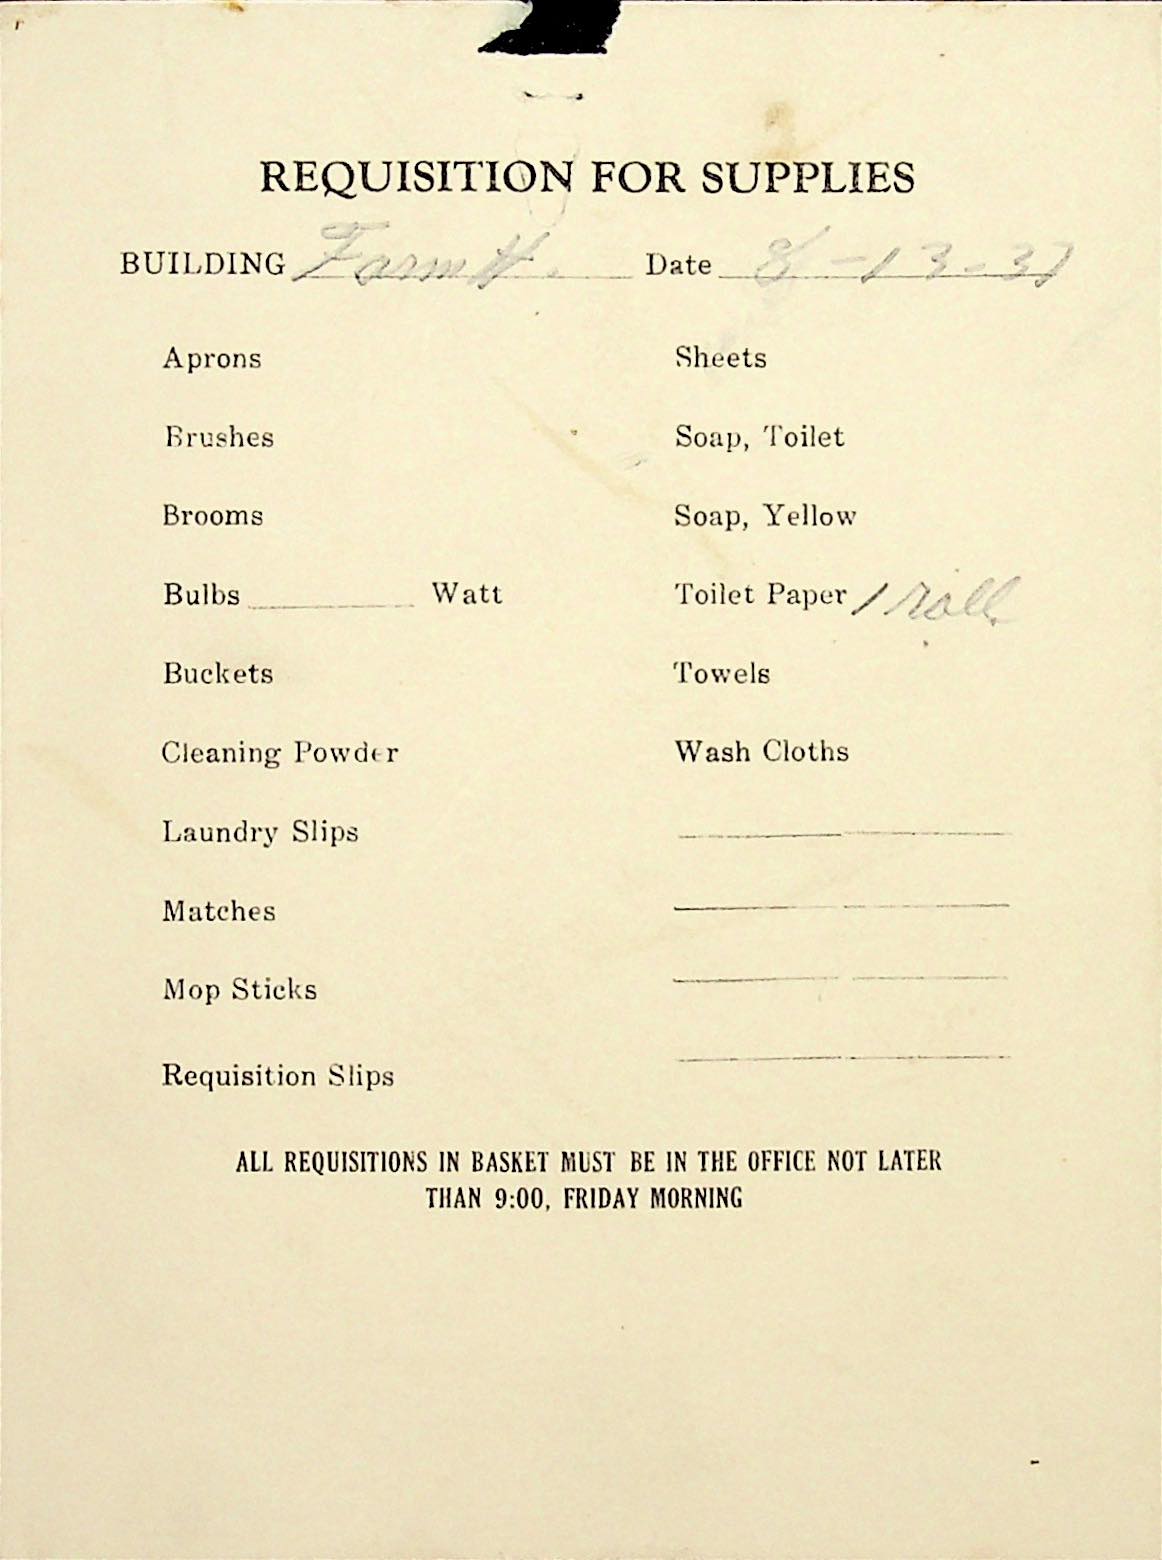 REQUISITION FOR SUPPLIES
BUILDING Farm H. Date 8-13-37
Aprons Sheets
Brushes Soap, Toilet
Brooms Soap, Yellow
Bulbs Watt Toilet Paper 1 roll
Buckets Towels
Cleaning Powder Wash Cloths
Laundry Slips
Matches
Mop Sticks
Requisition Slips
ALL REQUISITIONS IN BASKET MUST BE IN THE OFFICE NOT LATER
THAN 9:00, FRIDAY MORNING